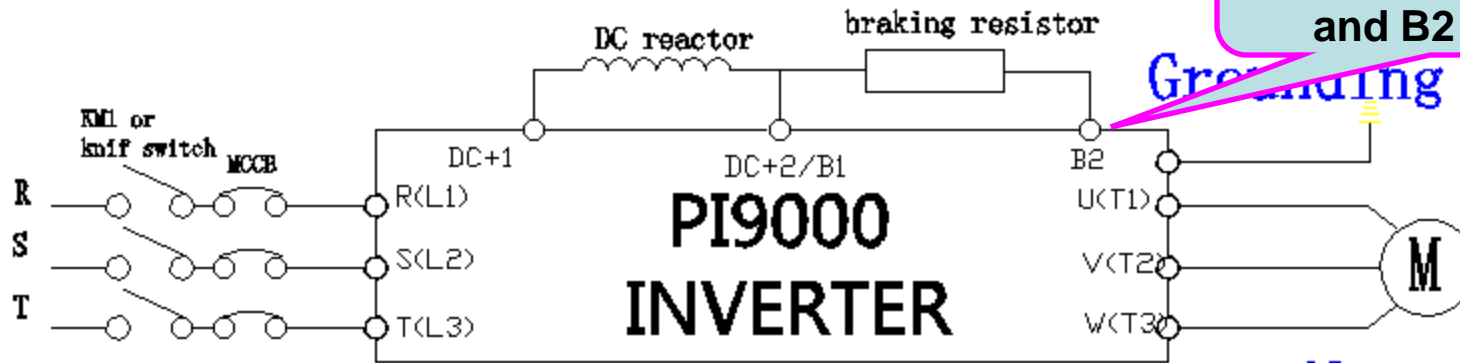 and B2
braking resistor
DC reactor
Grounding
KM1 or
knif switch
MCCB
DC+1
DC+2/B1
B2
R
R(L1)
U(T1)
PI9000
S
S(L2)
V(T2)
M
INVERTER
T
T(L3)
W(T3)